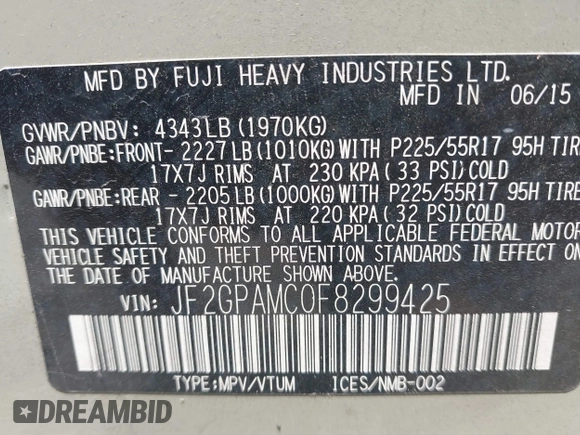 MFD BY FUJI HEAVY INDUSTRIES LTD.
MFD IN 06/15
GVWR/PNBV: 4343LB (1970KG)
GAWR/PNBE:FRONT- 2227LB (1010KG)WITH P225/55R17 95H TIRE
17X7J RIMS AT 230 KPA( 33 PSI)COLD
GAWR/PNBE:REAR - 2205LB (1000KG)WITH P225/55R17 95H TIRE
17X7J RIMS AT 220 KPA( 32 PSI)COLD
THIS VEHICLE CONFORMS TO ALL APPLICABLE FEDERAL MOTOR
VEHICLE SAFETY AND THEFT PREVENTION STANDARDS IN EFFECT ON
THE DATE OF MANUFACTURE SHOWN ABOVE.
VIN: JF2GPAMC0F8299425
TYPE:MPV/VTUM ICES/NMB-002
DREAMBID